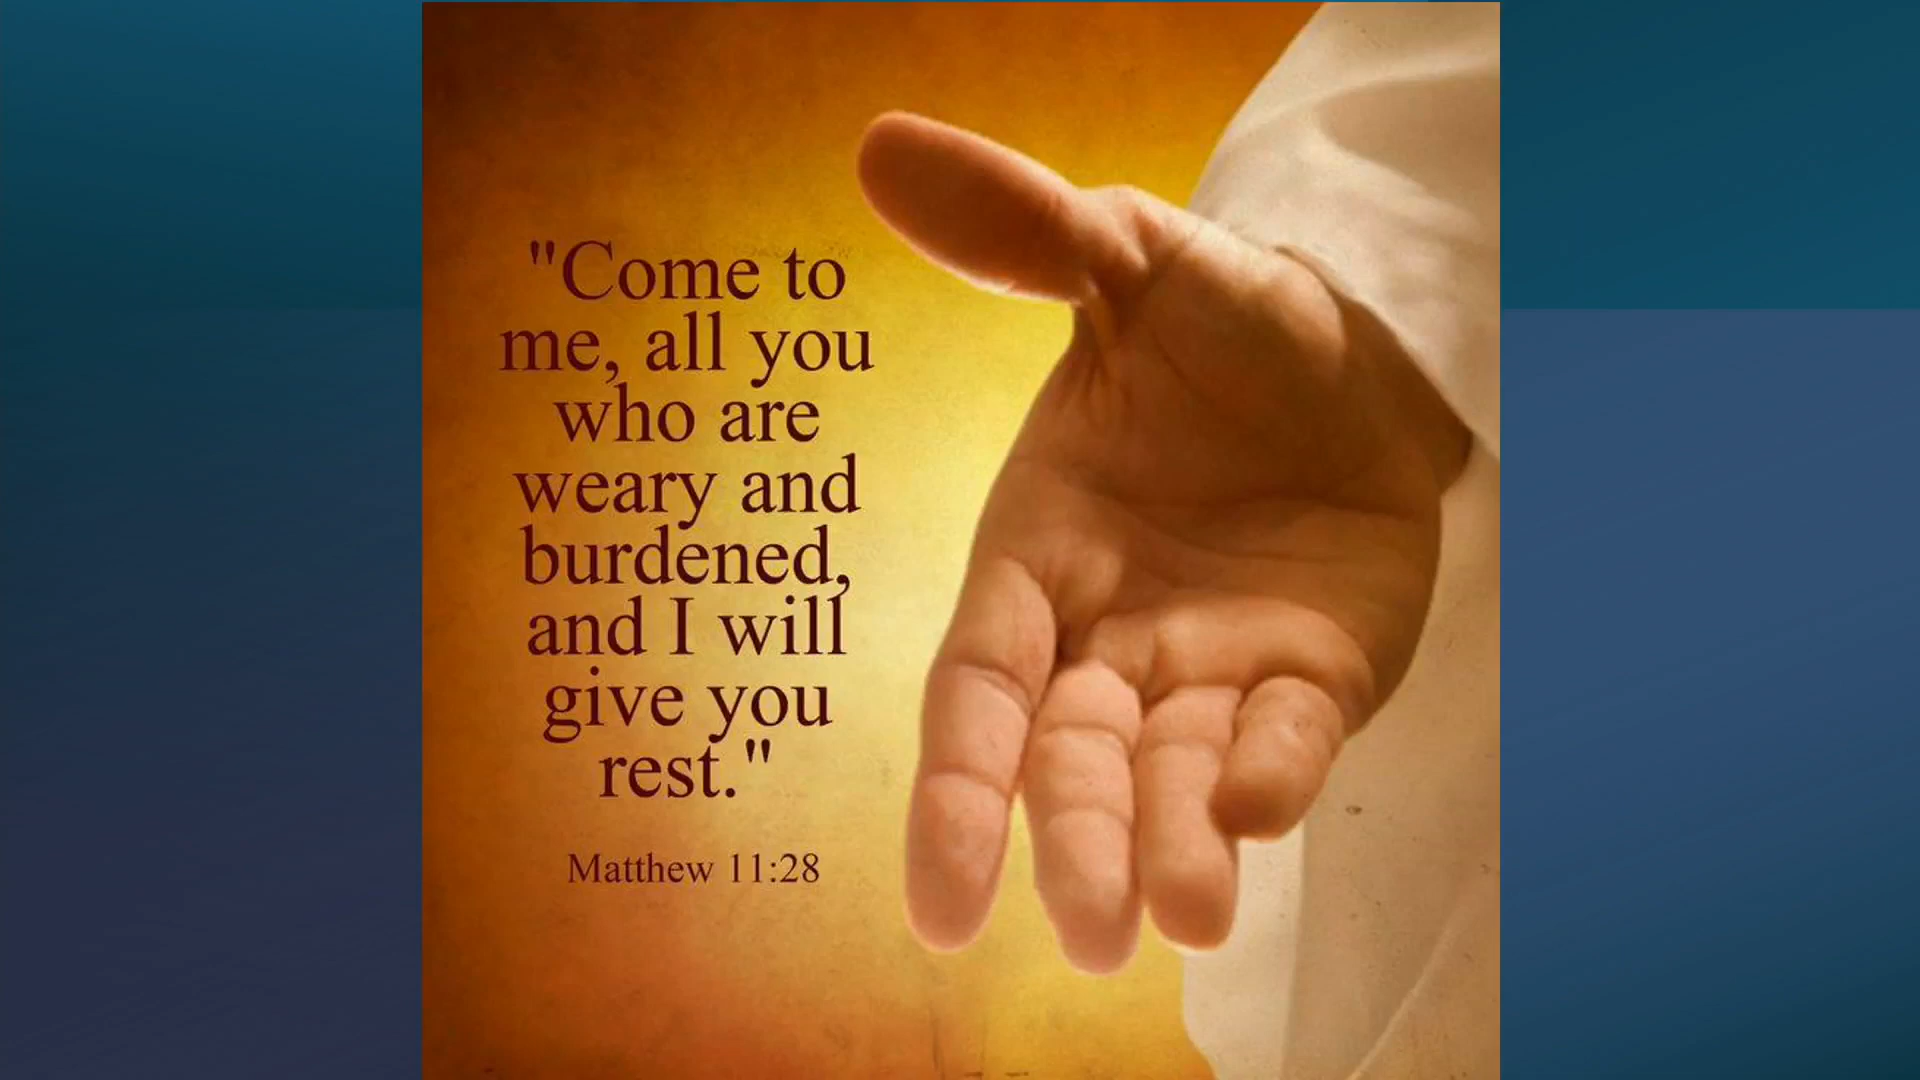 "Come to
me, all you
who are
weary and
burdened,
and I will
give you
rest."
Matthew 11:28